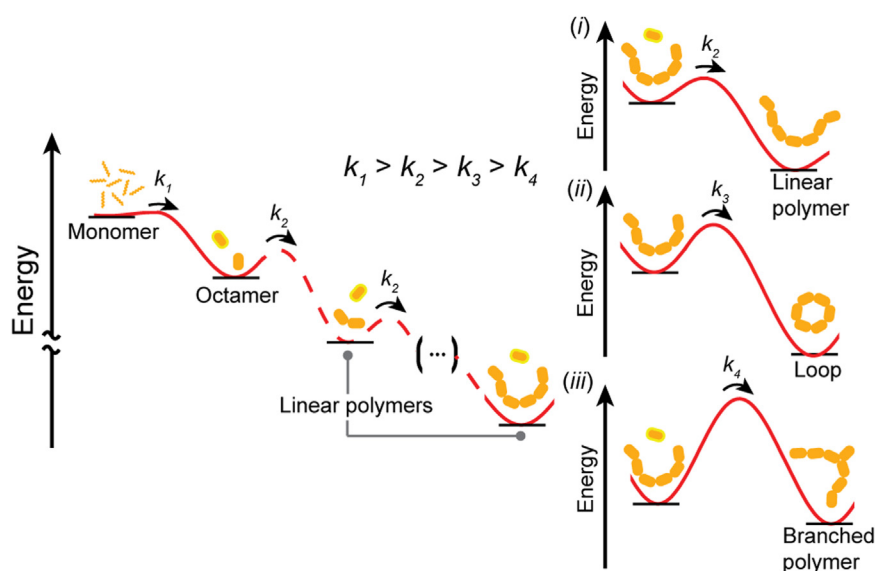 Energy
Monomer
k1
Octamer
k2
k2
(...)
Linear polymers
k1 > k2 > k3 > k4
(i)
Energy
k2
Linear
polymer
(ii)
Energy
k3
Loop
(iii)
Energy
k4
Branched
polymer